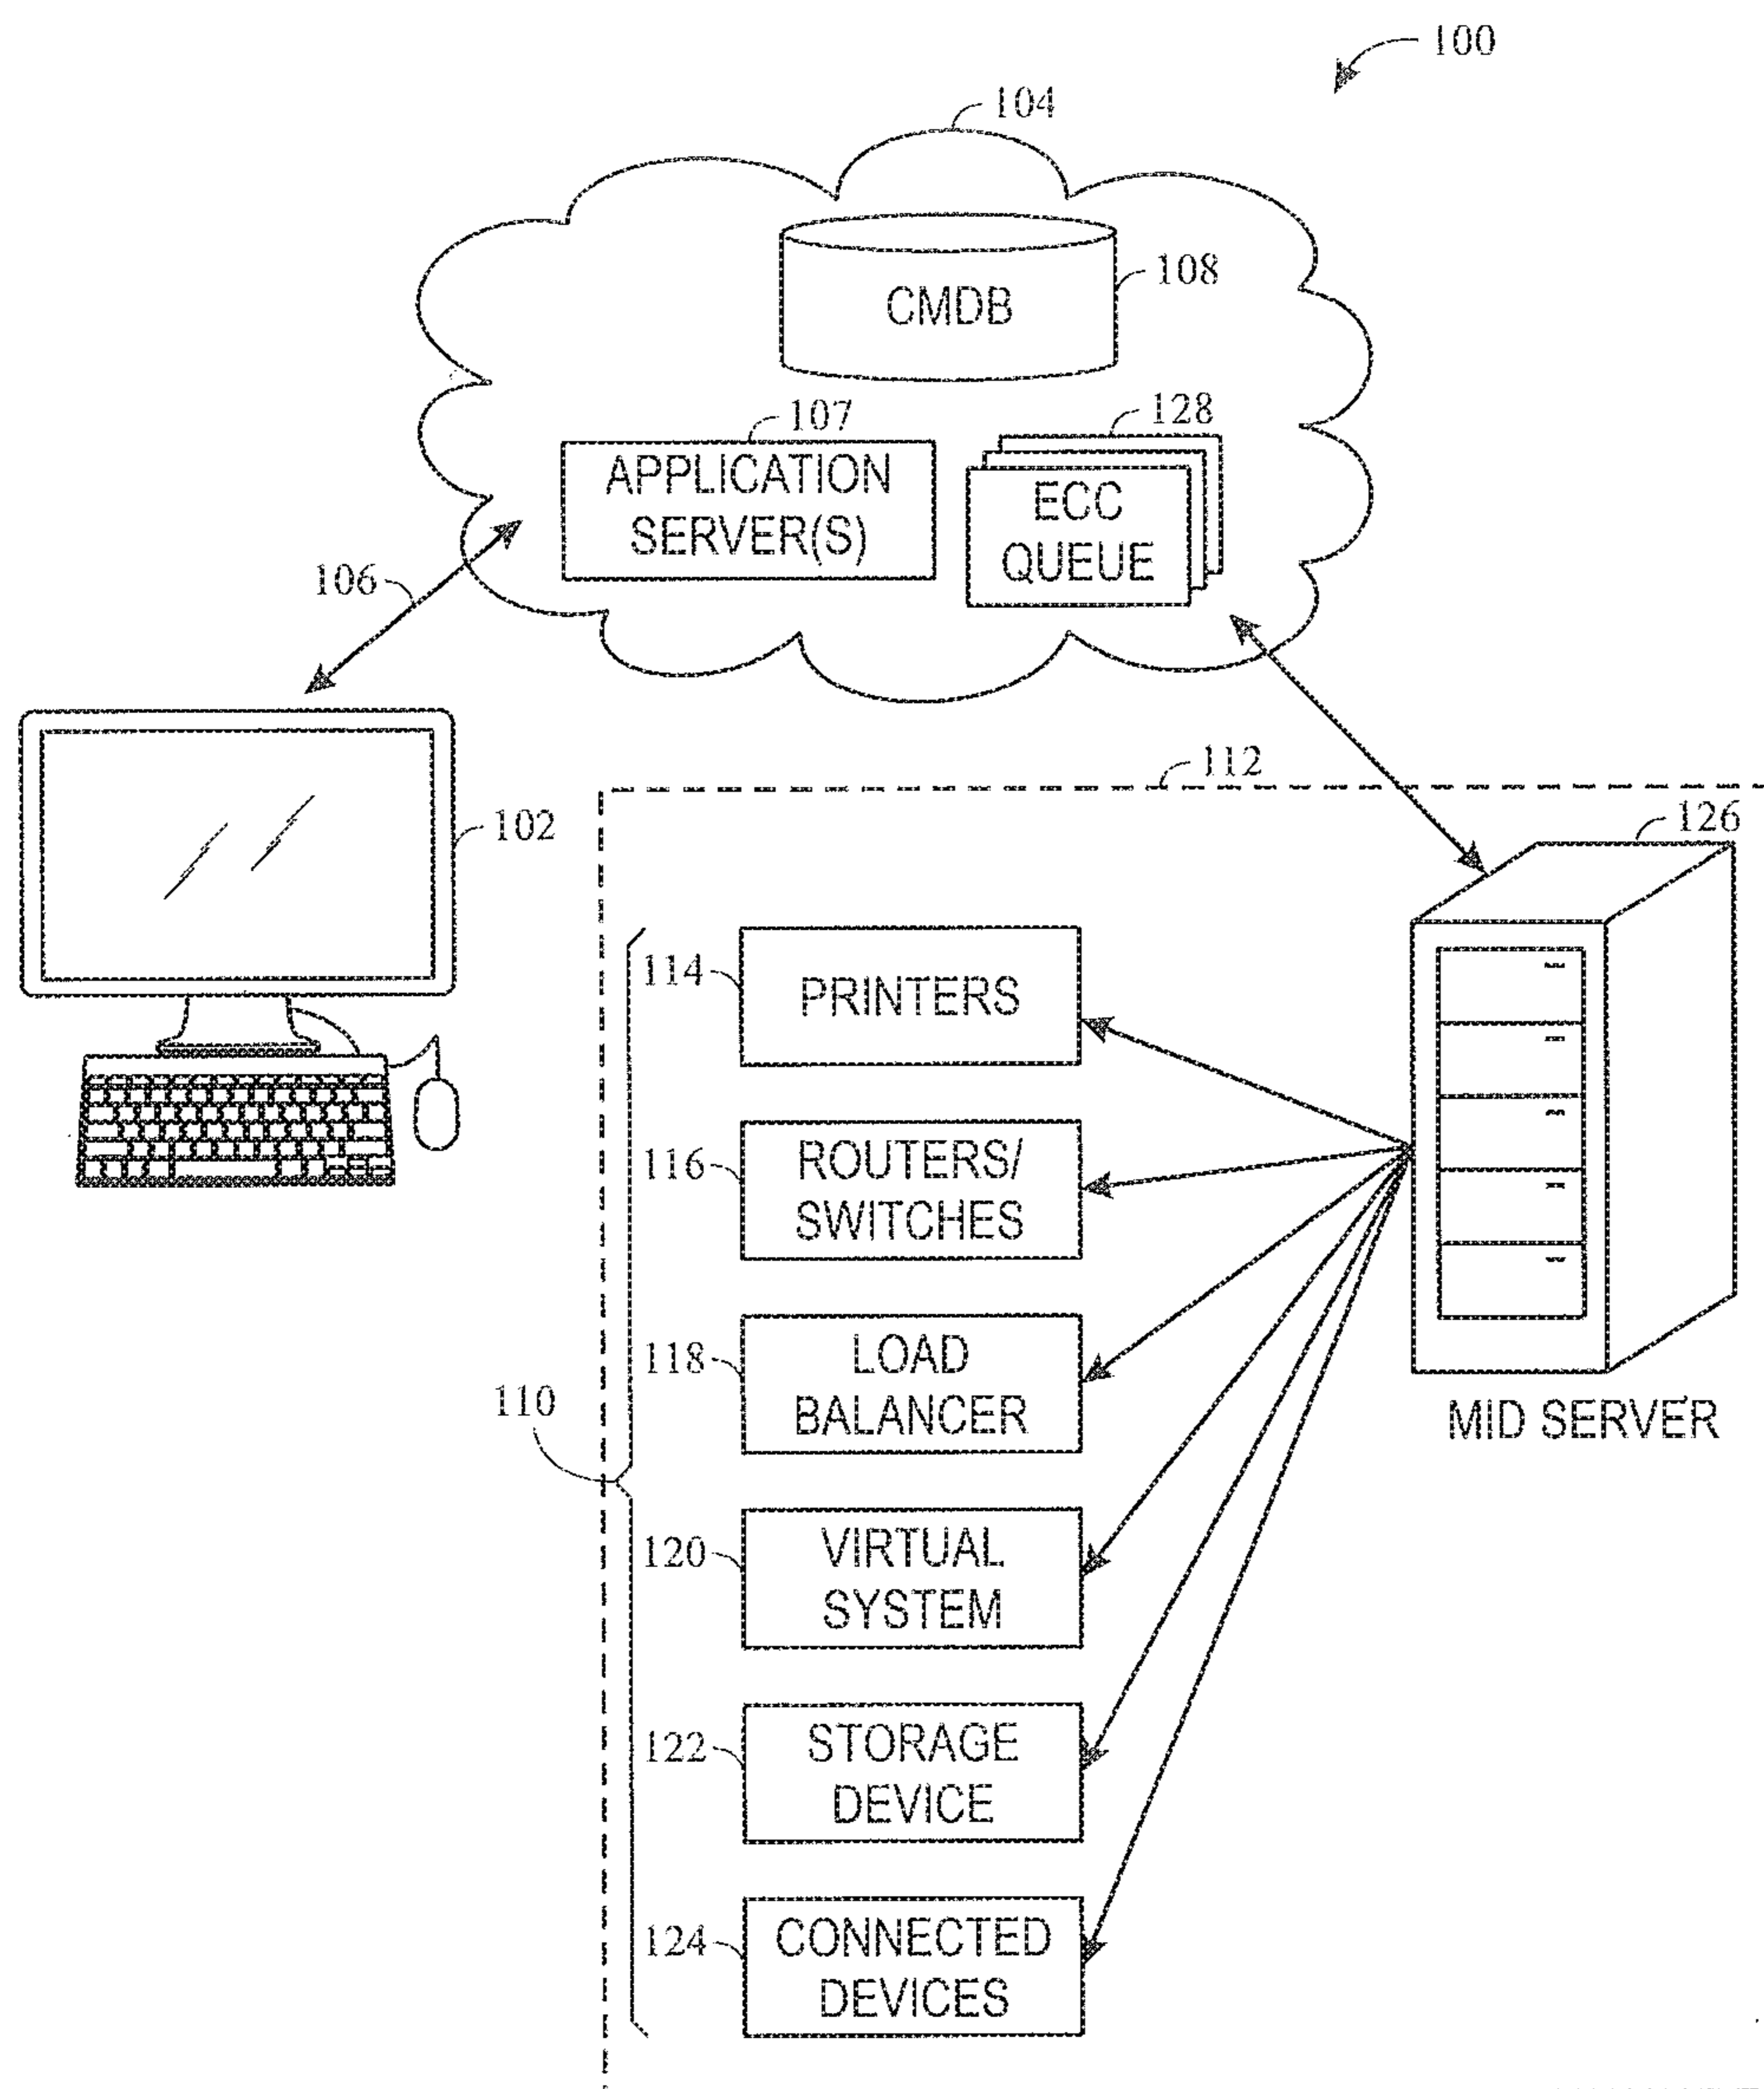 100
104
CMDB
108
107
128
APPLICATION
SERVER(S)
ECC
QUEUE
106
112
102
126
114
PRINTERS
116
ROUTERS/
SWITCHES
118
LOAD
BALANCER
MID SERVER
110
120
VIRTUAL
SYSTEM
122
STORAGE
DEVICE
124
CONNECTED
DEVICES